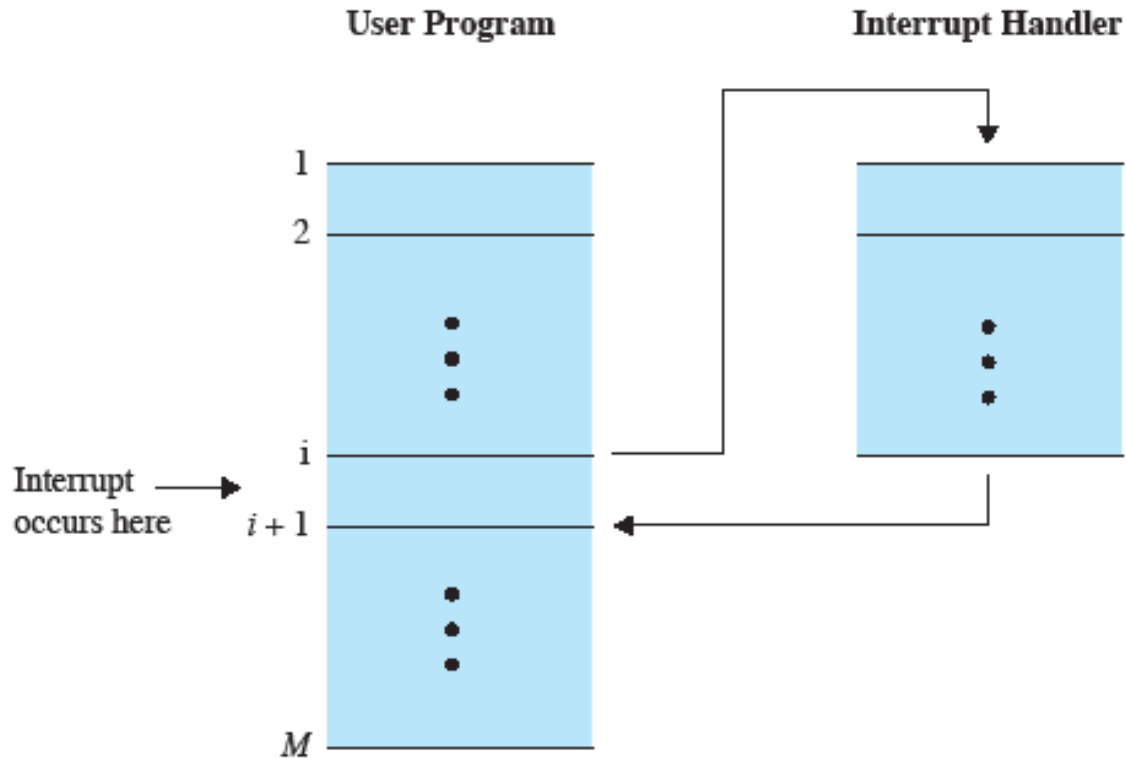 User Program
Interrupt Handler
1
2
i
Interrupt
occurs here
i + 1
M